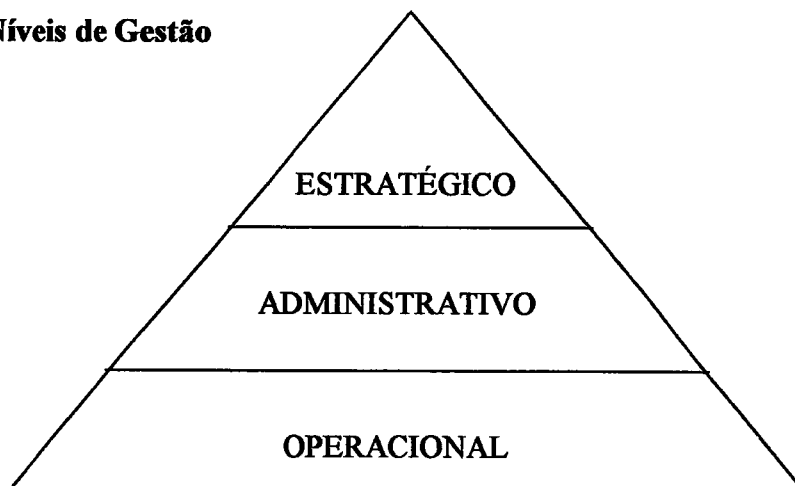 Níveis de Gestão
ESTRATÉGICO
ADMINISTRATIVO
OPERACIONAL